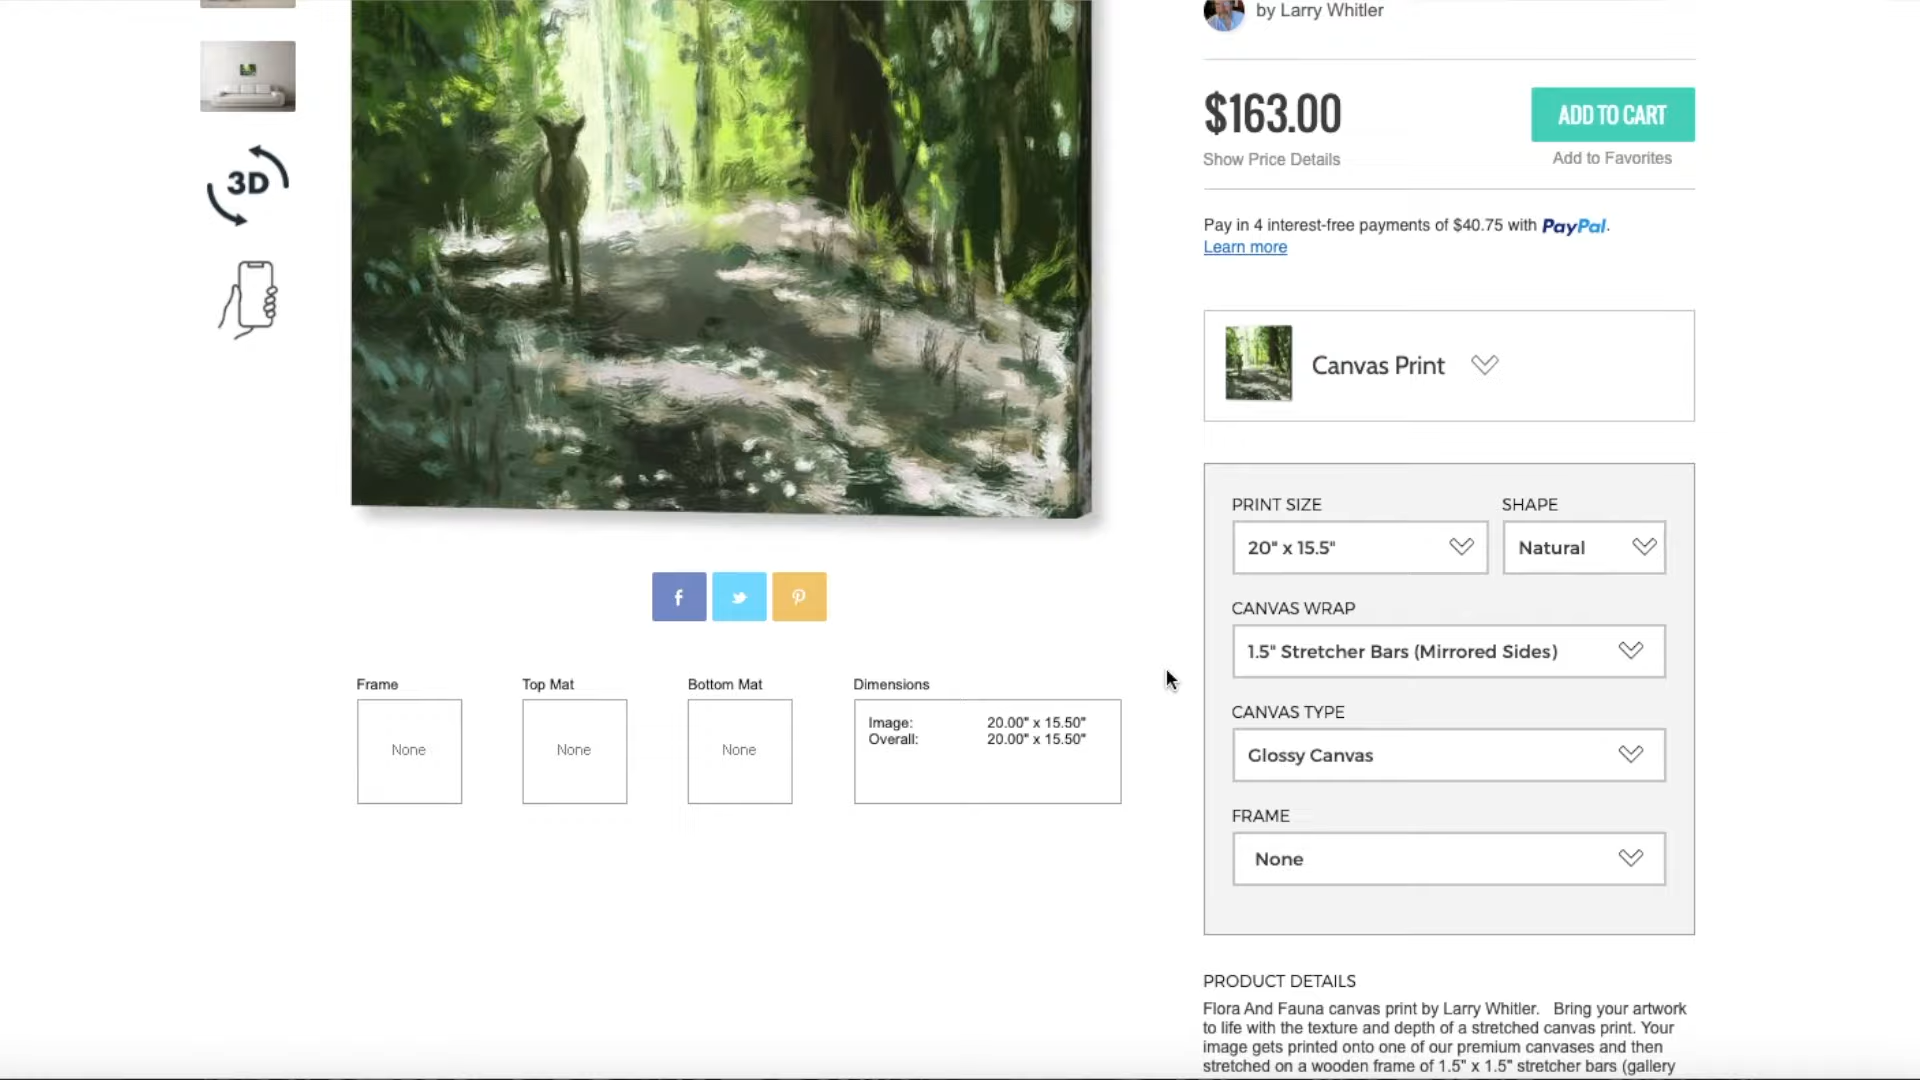 by Larry Whitler
$163.00
ADD TO CART
Show Price Details
Add to Favorites
3D
Pay in 4 interest-free payments of $40.75 with PayPal.
Learn more
Canvas Print
PRINT SIZE
SHAPE
20" x 15.5"
Natural
CANVAS WRAP
1.5" Stretcher Bars (Mirrored Sides)
CANVAS TYPE
Glossy Canvas
FRAME
None
Frame
Top Mat
Bottom Mat
Dimensions
None
None
None
Image: 20.00" x 15.50"
Overall: 20.00" x 15.50"
PRODUCT DETAILS
Flora And Fauna canvas print by Larry Whitler. Bring your artwork
to life with the texture and depth of a stretched canvas print. Your
image gets printed onto one of our premium canvases and then
stretched on a wooden frame of 1.5" x 1.5" stretcher bars (gallery